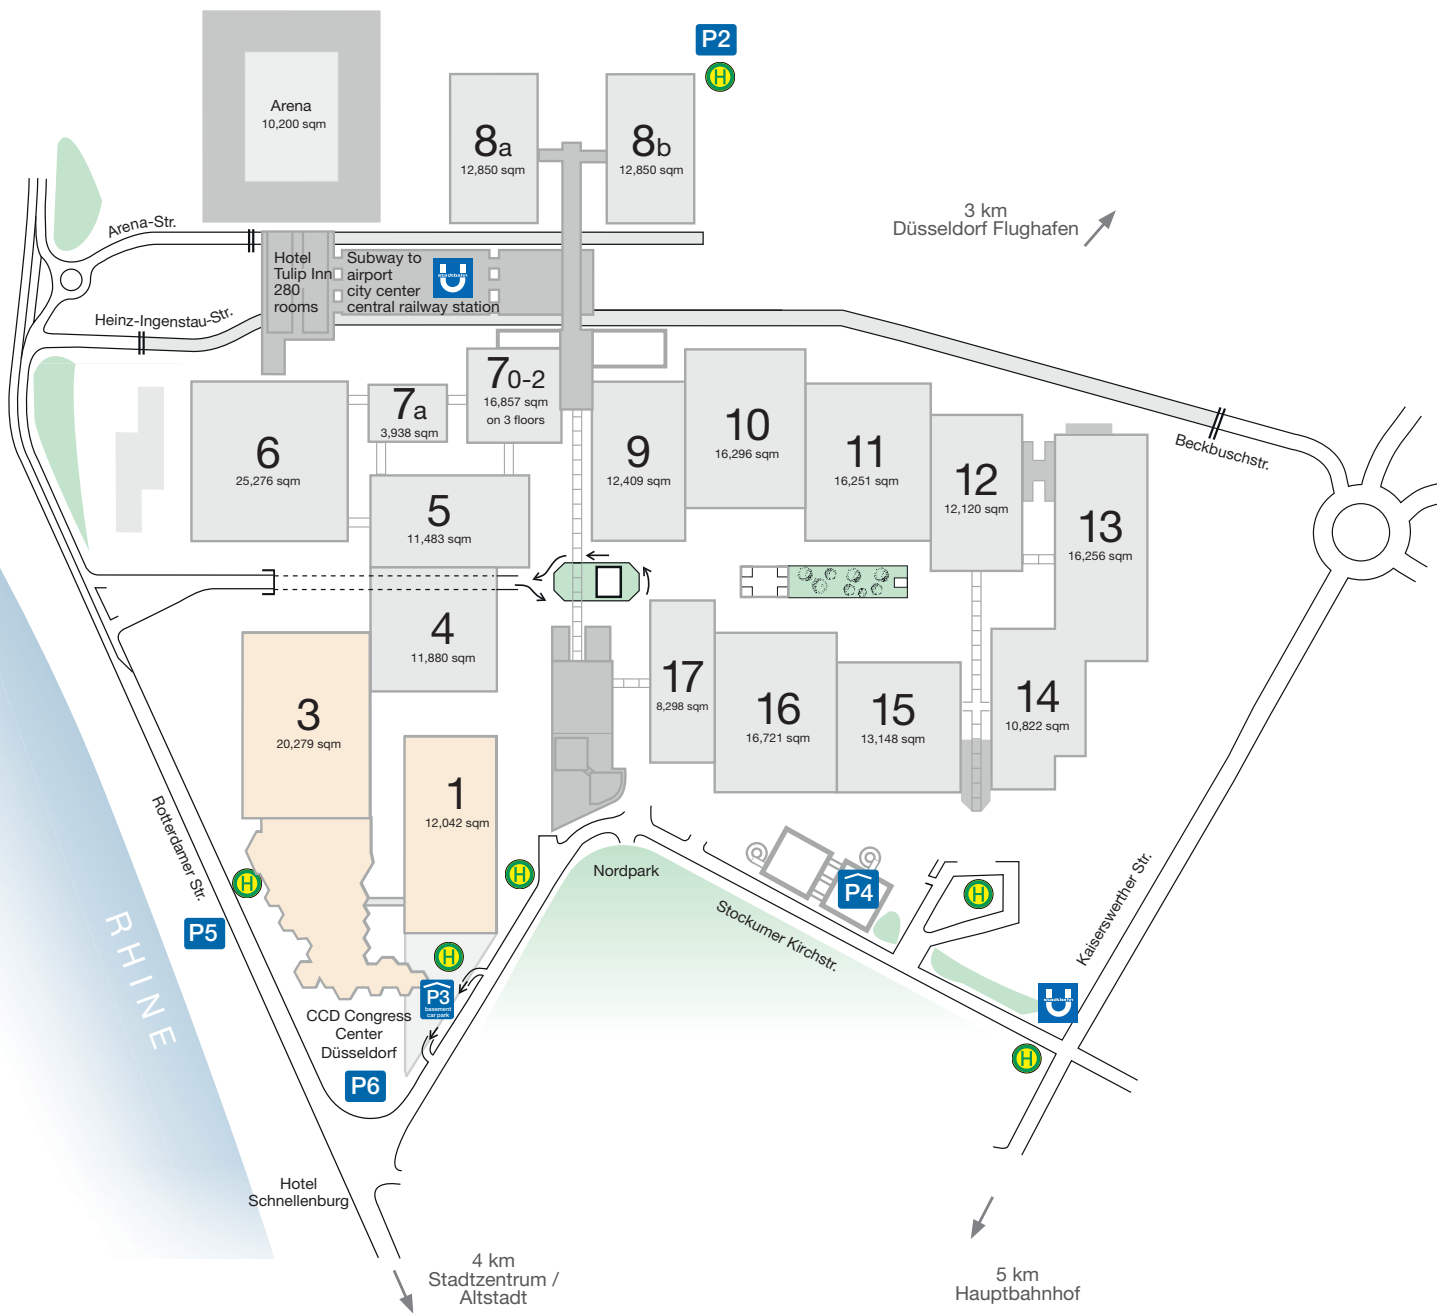 P2
H
Arena
10,200 sqm
8a
12,850 sqm
8b
12,850 sqm
3 km
Düsseldorf Flughafen
Arena-Str.
Hotel
Tulip Inn
280
rooms
Subway to
airport
city center
central railway station
stadtbahn
U
Heinz-Ingenstau-Str.
7a
3,938 sqm
70-2
16,857 sqm
on 3 floors
6
25,276 sqm
5
11,483 sqm
9
12,409 sqm
10
16,296 sqm
11
16,251 sqm
12
12,120 sqm
13
16,256 sqm
Beckbuschstr.
4
11,880 sqm
3
20,279 sqm
1
12,042 sqm
17
8,298 sqm
16
16,721 sqm
15
13,148 sqm
14
10,822 sqm
Rotterdamer Str.
H
H
Nordpark
P4
H
Stockumer Kirchstr.
Kaiserswerther Str.
P5
RHINE
H
P3
basement
car park
stadtbahn
U
H
CCD Congress
Center
Düsseldorf
P6
Hotel
Schnellenburg
4 km
Stadtzentrum /
Altstadt
5 km
Hauptbahnhof